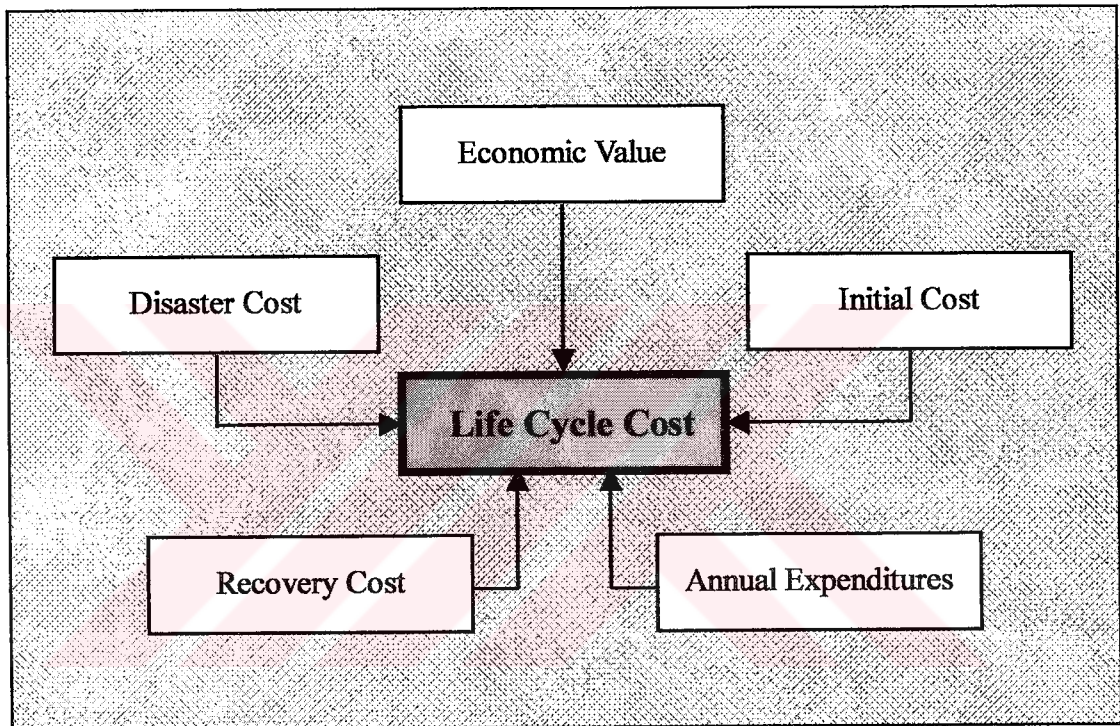 Economic Value
Disaster Cost
Initial Cost
Life Cycle Cost
Recovery Cost
Annual Expenditures